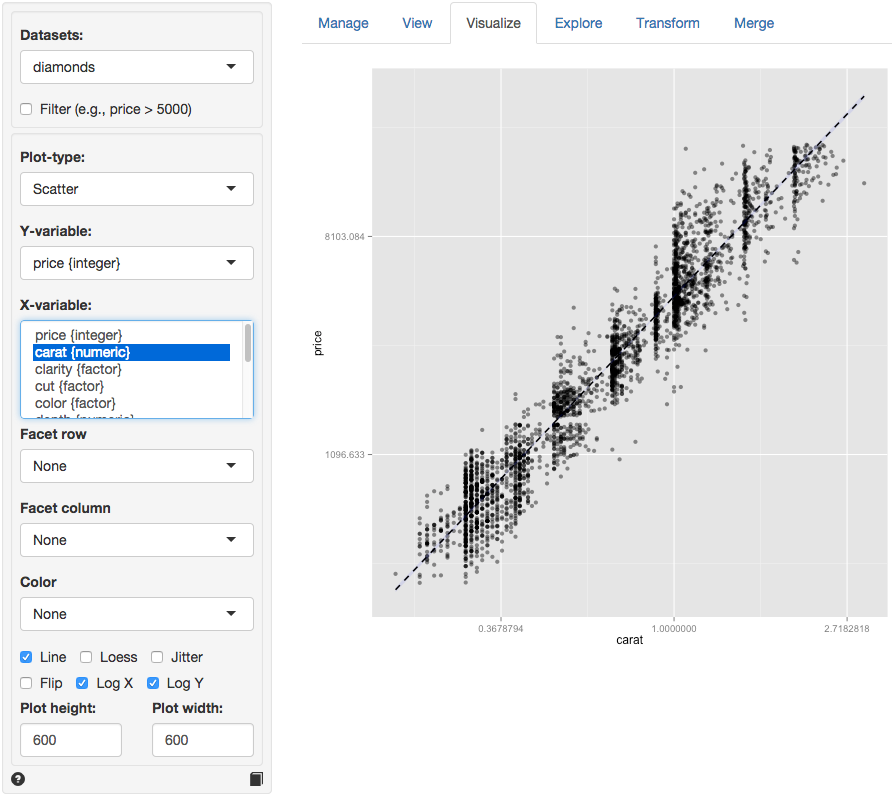 Manage View Visualize Explore Transform Merge
Datasets:
diamonds
Filter (e.g., price > 5000)
Plot-type:
Scatter
Y-variable:
price {integer}
X-variable:
price {integer}
carat {numeric}
clarity {factor}
cut {factor}
color {factor}
depth {numeric}
Facet row
None
Facet column
None
Color
None
Line Loess Jitter
Flip Log X Log Y
Plot height: Plot width:
600 600
?
price
8103.084
1096.633
0.3678794 1.0000000 2.7182818
carat